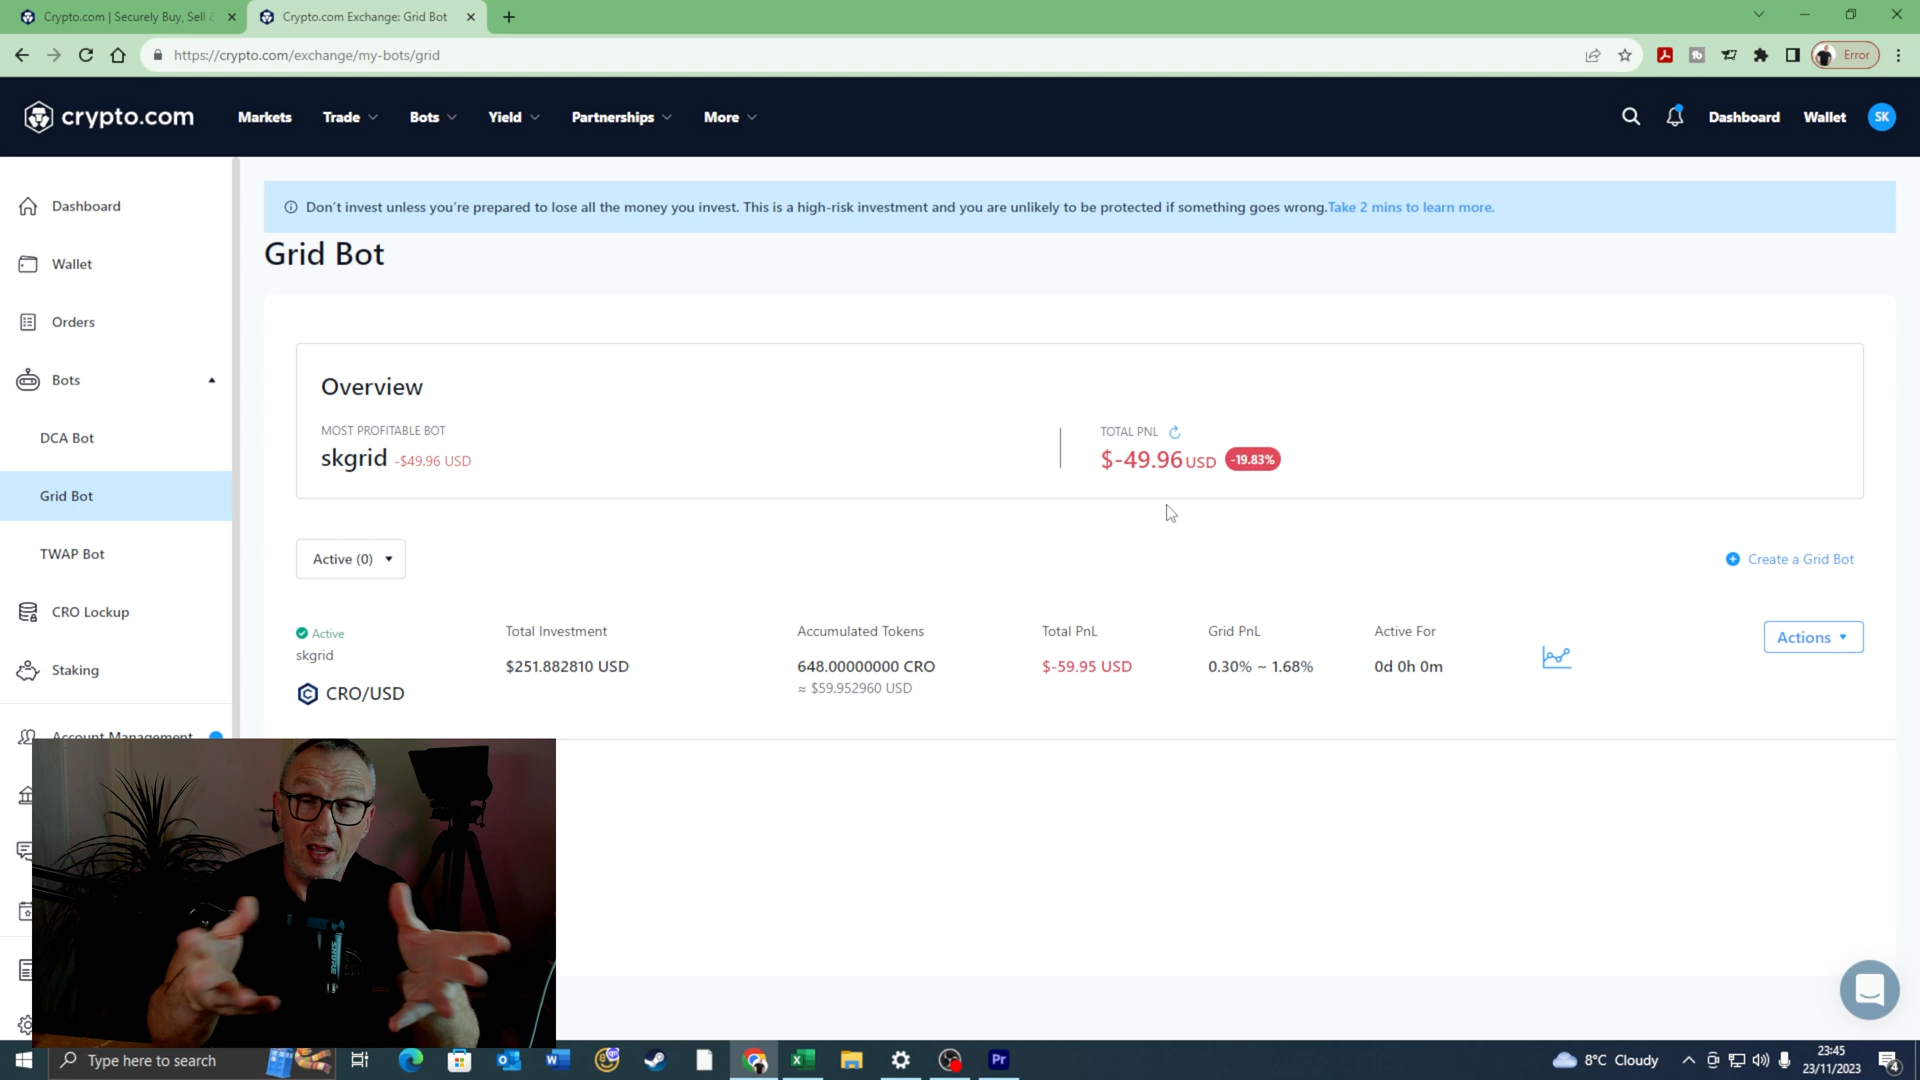 Crypto.com | Securely Buy, Sell &
Crypto.com Exchange: Grid Bot
https://crypto.com/exchange/my-bots/grid
Error
crypto.com
Markets
Trade
Bots
Yield
Partnerships
More
Dashboard
Wallet
SK
Dashboard
Wallet
Orders
Bots
DCA Bot
Grid Bot
TWAP Bot
CRO Lockup
Staking
Account Management
Don't invest unless you're prepared to lose all the money you invest. This is a high-risk investment and you are unlikely to be protected if something goes wrong.Take 2 mins to learn more.
Grid Bot
Overview
MOST PROFITABLE BOT
skgrid -$49.96 USD
TOTAL PNL
$-49.96 USD -19.83%
Active (0)
Create a Grid Bot
Active
skgrid
CRO/USD
Total Investment
$251.882810 USD
Accumulated Tokens
648.00000000 CRO
≈ $59.952960 USD
Total PnL
$-59.95 USD
Grid PnL
0.30% ~ 1.68%
Active For
0d 0h 0m
Actions
SHURE
Type here to search
Pr
8°C Cloudy
23:45
23/11/2023
4